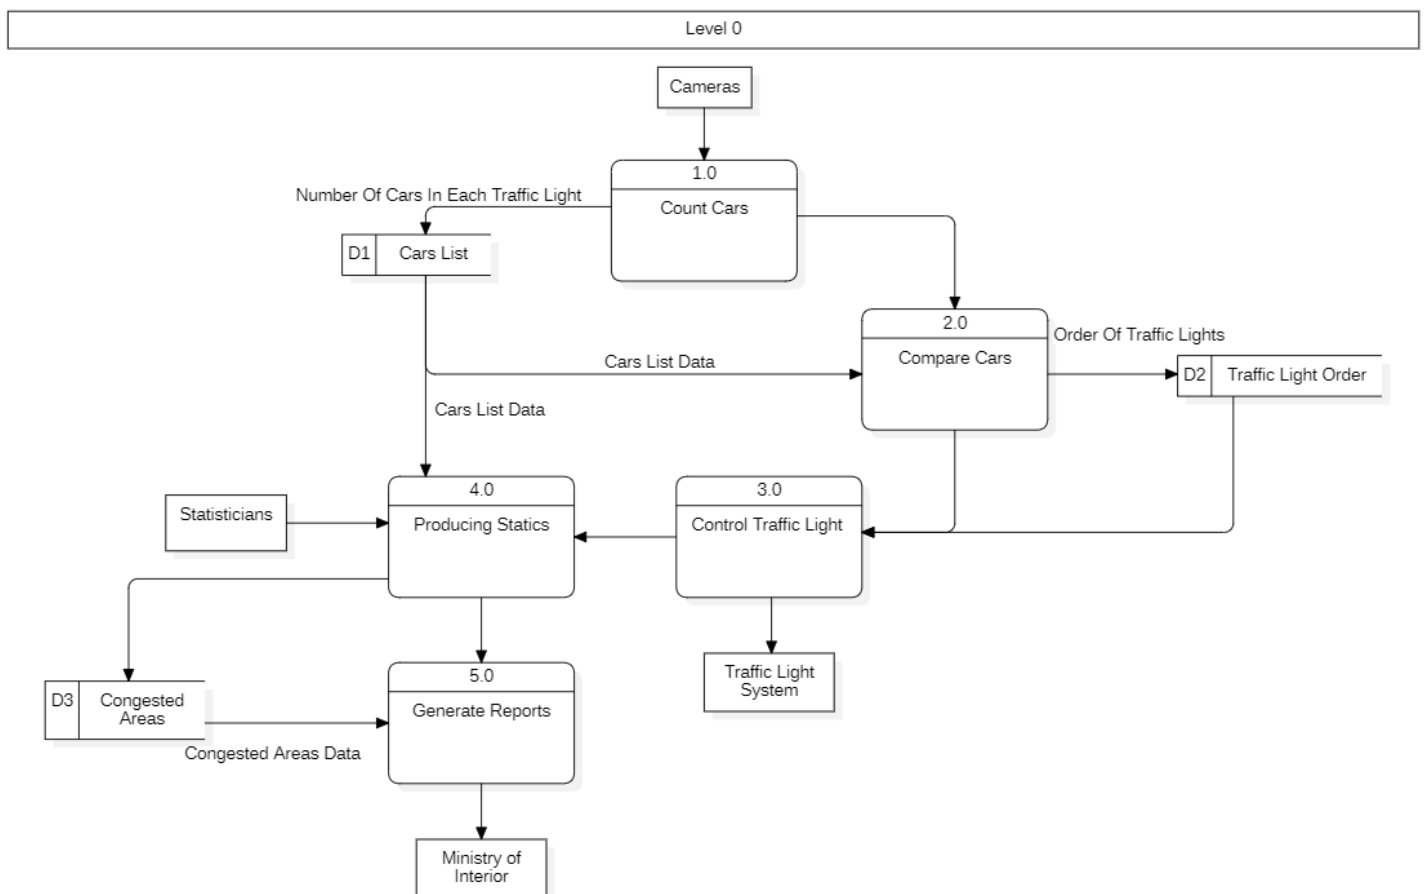 Level 0
Cameras
1.0
Count Cars
Number Of Cars In Each Traffic Light
D1
Cars List
2.0
Compare Cars
Order Of Traffic Lights
D2
Traffic Light Order
Cars List Data
Cars List Data
4.0
Producing Statics
3.0
Control Traffic Light
Statisticians
Traffic Light
System
5.0
Generate Reports
D3
Congested
Areas
Congested Areas Data
Ministry of
Interior